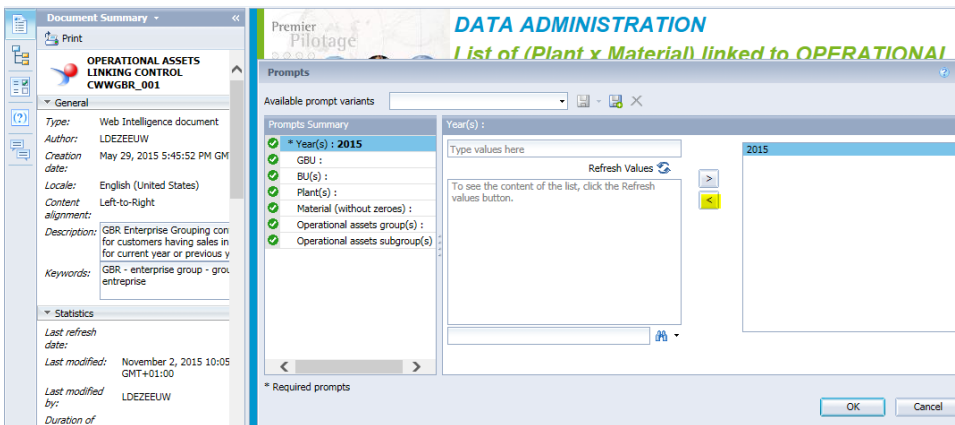 Document Summary
«
Print
OPERATIONAL ASSETS
LINKING CONTROL
CWWGBR_001
General
Type: Web Intelligence document
Author: LDEZEEUW
Creation date: May 29, 2015 5:45:52 PM GM
Locale: English (United States)
Content alignment: Left-to-Right
Description: GBR Enterprise Grouping con
for customers having sales in
for current year or previous y
Keywords: GBR - enterprise group - grou
entreprise
Statistics
Last refresh date:
Last modified: November 2, 2015 10:05
GMT+01:00
Last modified by: LDEZEEUW
Duration of
Premier
Pilotage
DATA ADMINISTRATION
List of (Plant x Material) linked to OPERATIONAL
Prompts
Available prompt variants
Prompts Summary
* Year(s) : 2015
GBU :
BU(s) :
Plant(s) :
Material (without zeroes) :
Operational assets group(s) :
Operational assets subgroup(s)
* Required prompts
Year(s) :
Type values here
Refresh Values
To see the content of the list, click the Refresh
values button.
>
<
2015
OK
Cancel